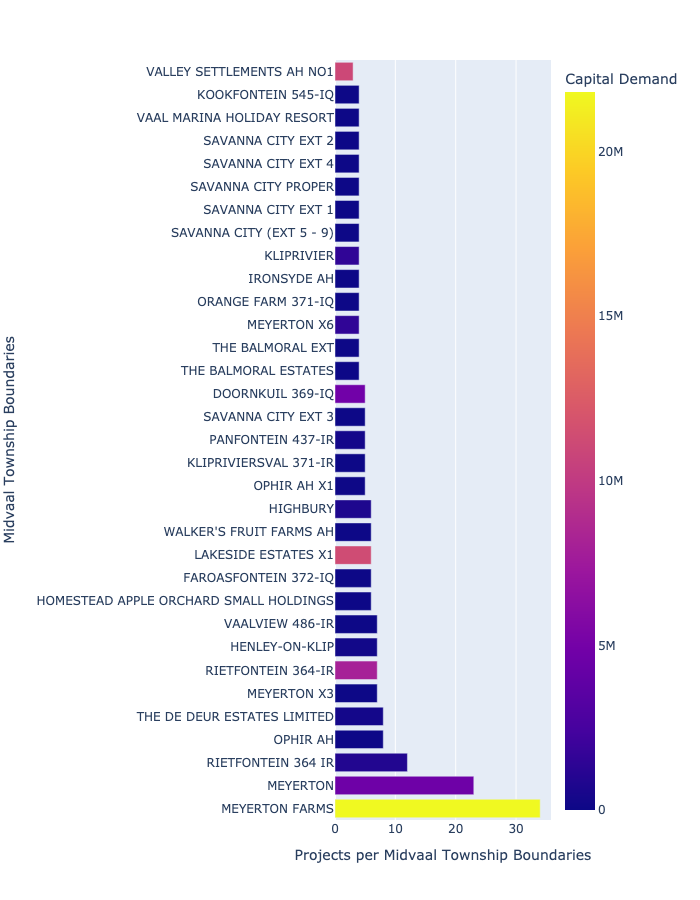 Capital Demand
VALLEY SETTLEMENTS AH NO1
KOOKFONTEIN 545-IQ
VAAL MARINA HOLIDAY RESORT
SAVANNA CITY EXT 2
SAVANNA CITY EXT 4
SAVANNA CITY PROPER
SAVANNA CITY EXT 1
SAVANNA CITY (EXT 5 - 9)
KLIPRIVIER
IRONSYDE AH
ORANGE FARM 371-IQ
MEYERTON X6
THE BALMORAL EXT
THE BALMORAL ESTATES
DOORNKUIL 369-IQ
SAVANNA CITY EXT 3
PANFONTEIN 437-IR
KLIPRIVIERSVAL 371-IR
OPHIR AH X1
HIGHBURY
WALKER'S FRUIT FARMS AH
LAKESIDE ESTATES X1
FAROASFONTEIN 372-IQ
HOMESTEAD APPLE ORCHARD SMALL HOLDINGS
VAALVIEW 486-IR
HENLEY-ON-KLIP
RIETFONTEIN 364-IR
MEYERTON X3
THE DE DEUR ESTATES LIMITED
OPHIR AH
RIETFONTEIN 364 IR
MEYERTON
MEYERTON FARMS
0 10 20 30
Projects per Midvaal Township Boundaries
Midvaal Township Boundaries
20M
15M
10M
5M
0